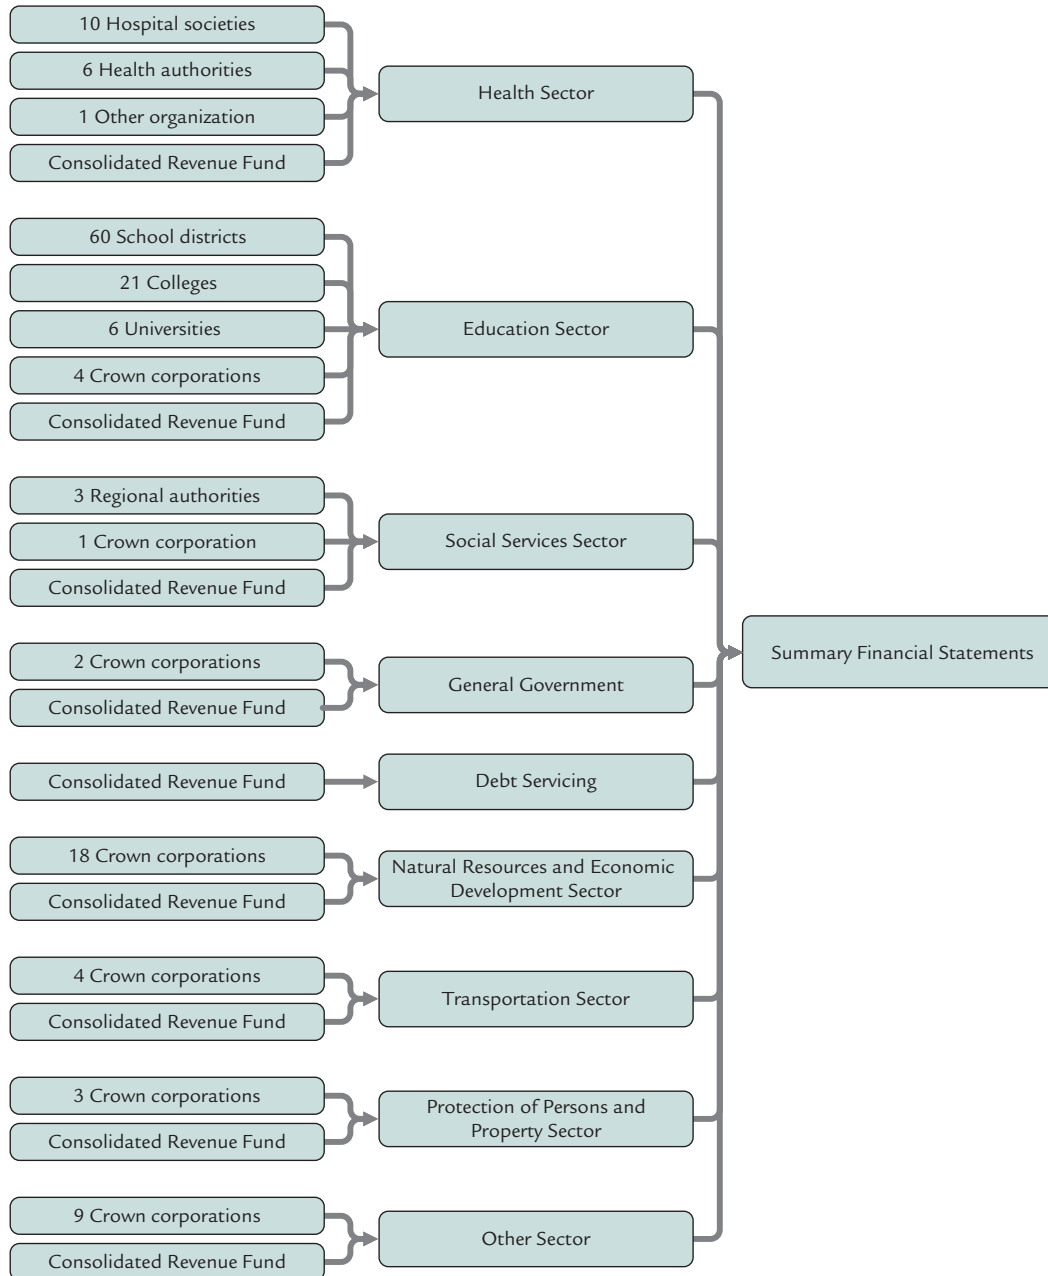 10 Hospital societies
6 Health authorities
1 Other organization
Consolidated Revenue Fund
Health Sector
60 School districts
21 Colleges
6 Universities
4 Crown corporations
Consolidated Revenue Fund
Education Sector
3 Regional authorities
1 Crown corporation
Consolidated Revenue Fund
Social Services Sector
2 Crown corporations
Consolidated Revenue Fund
General Government
Consolidated Revenue Fund
Debt Servicing
18 Crown corporations
Consolidated Revenue Fund
Natural Resources and Economic
Development Sector
4 Crown corporations
Consolidated Revenue Fund
Transportation Sector
3 Crown corporations
Consolidated Revenue Fund
Protection of Persons and
Property Sector
9 Crown corporations
Consolidated Revenue Fund
Other Sector
Summary Financial Statements